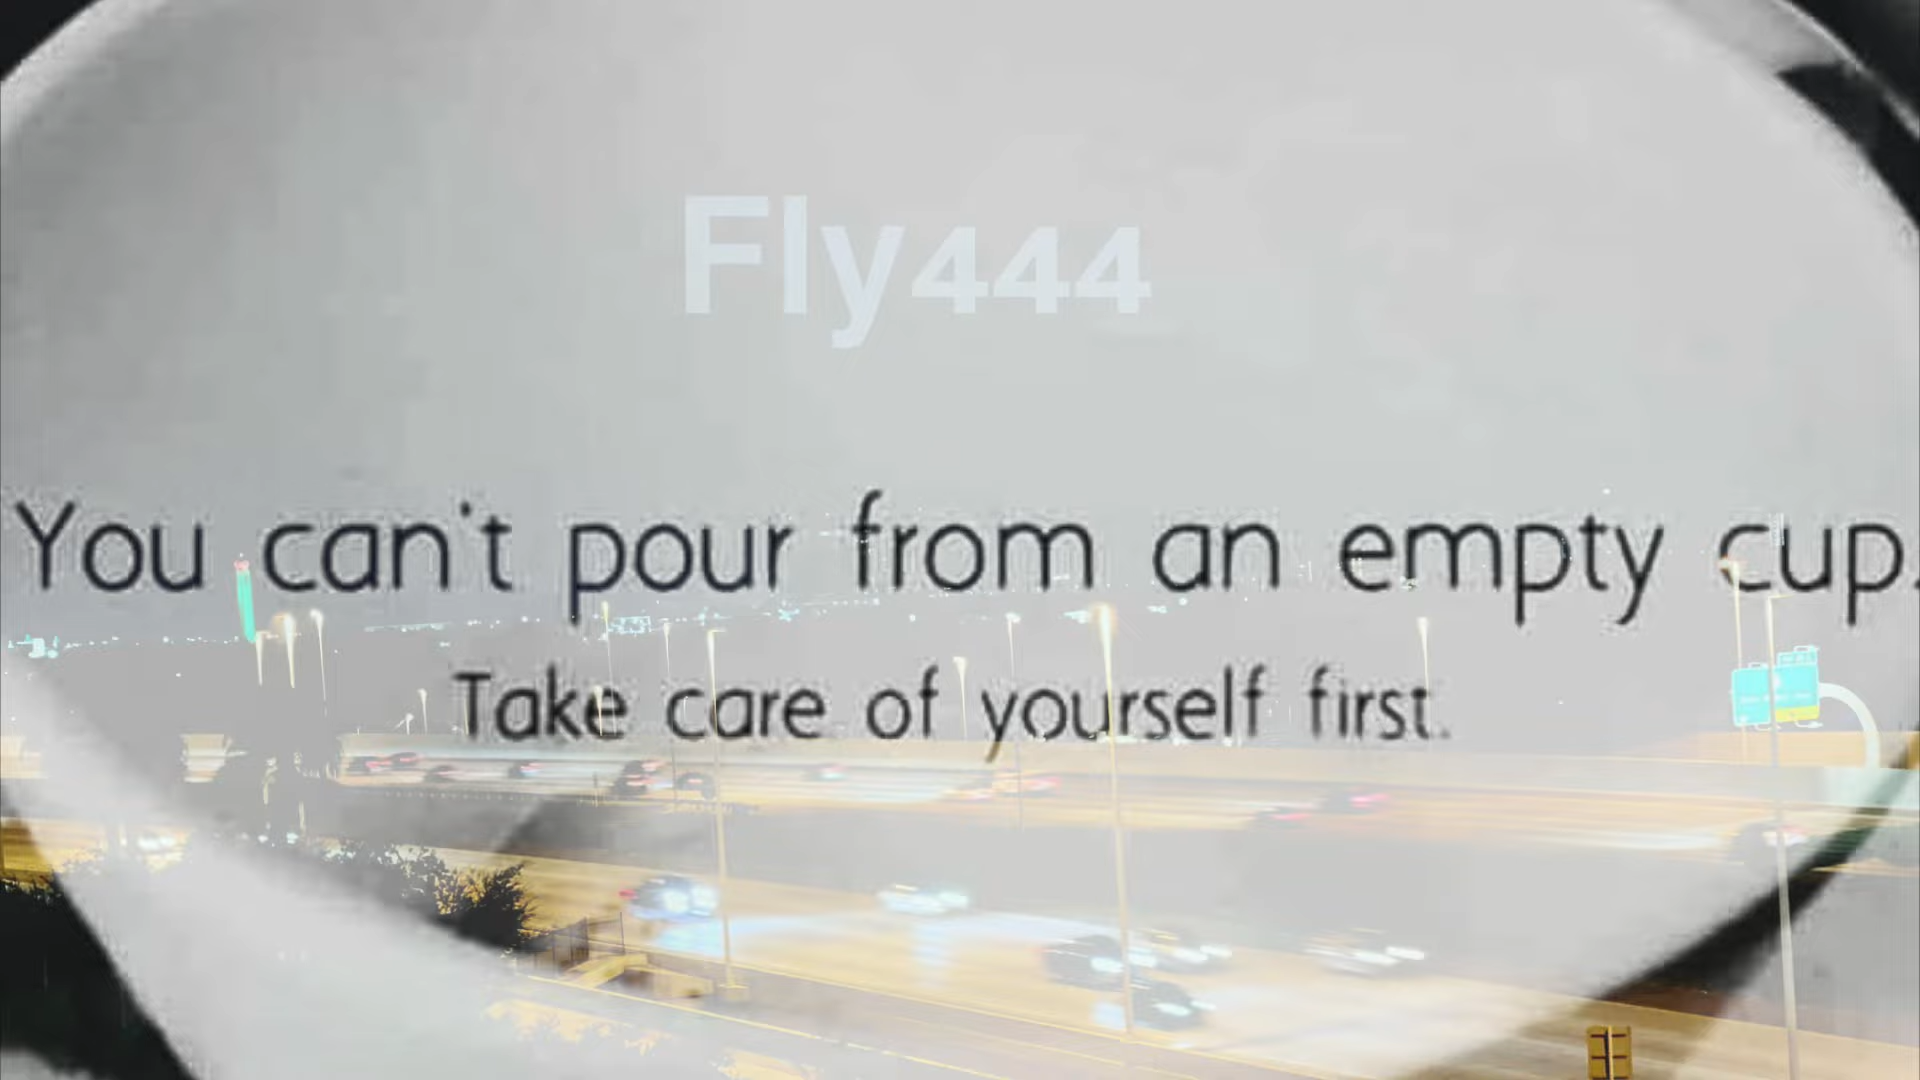 Fly444
You can't pour from an empty cup.
Take care of yourself first.